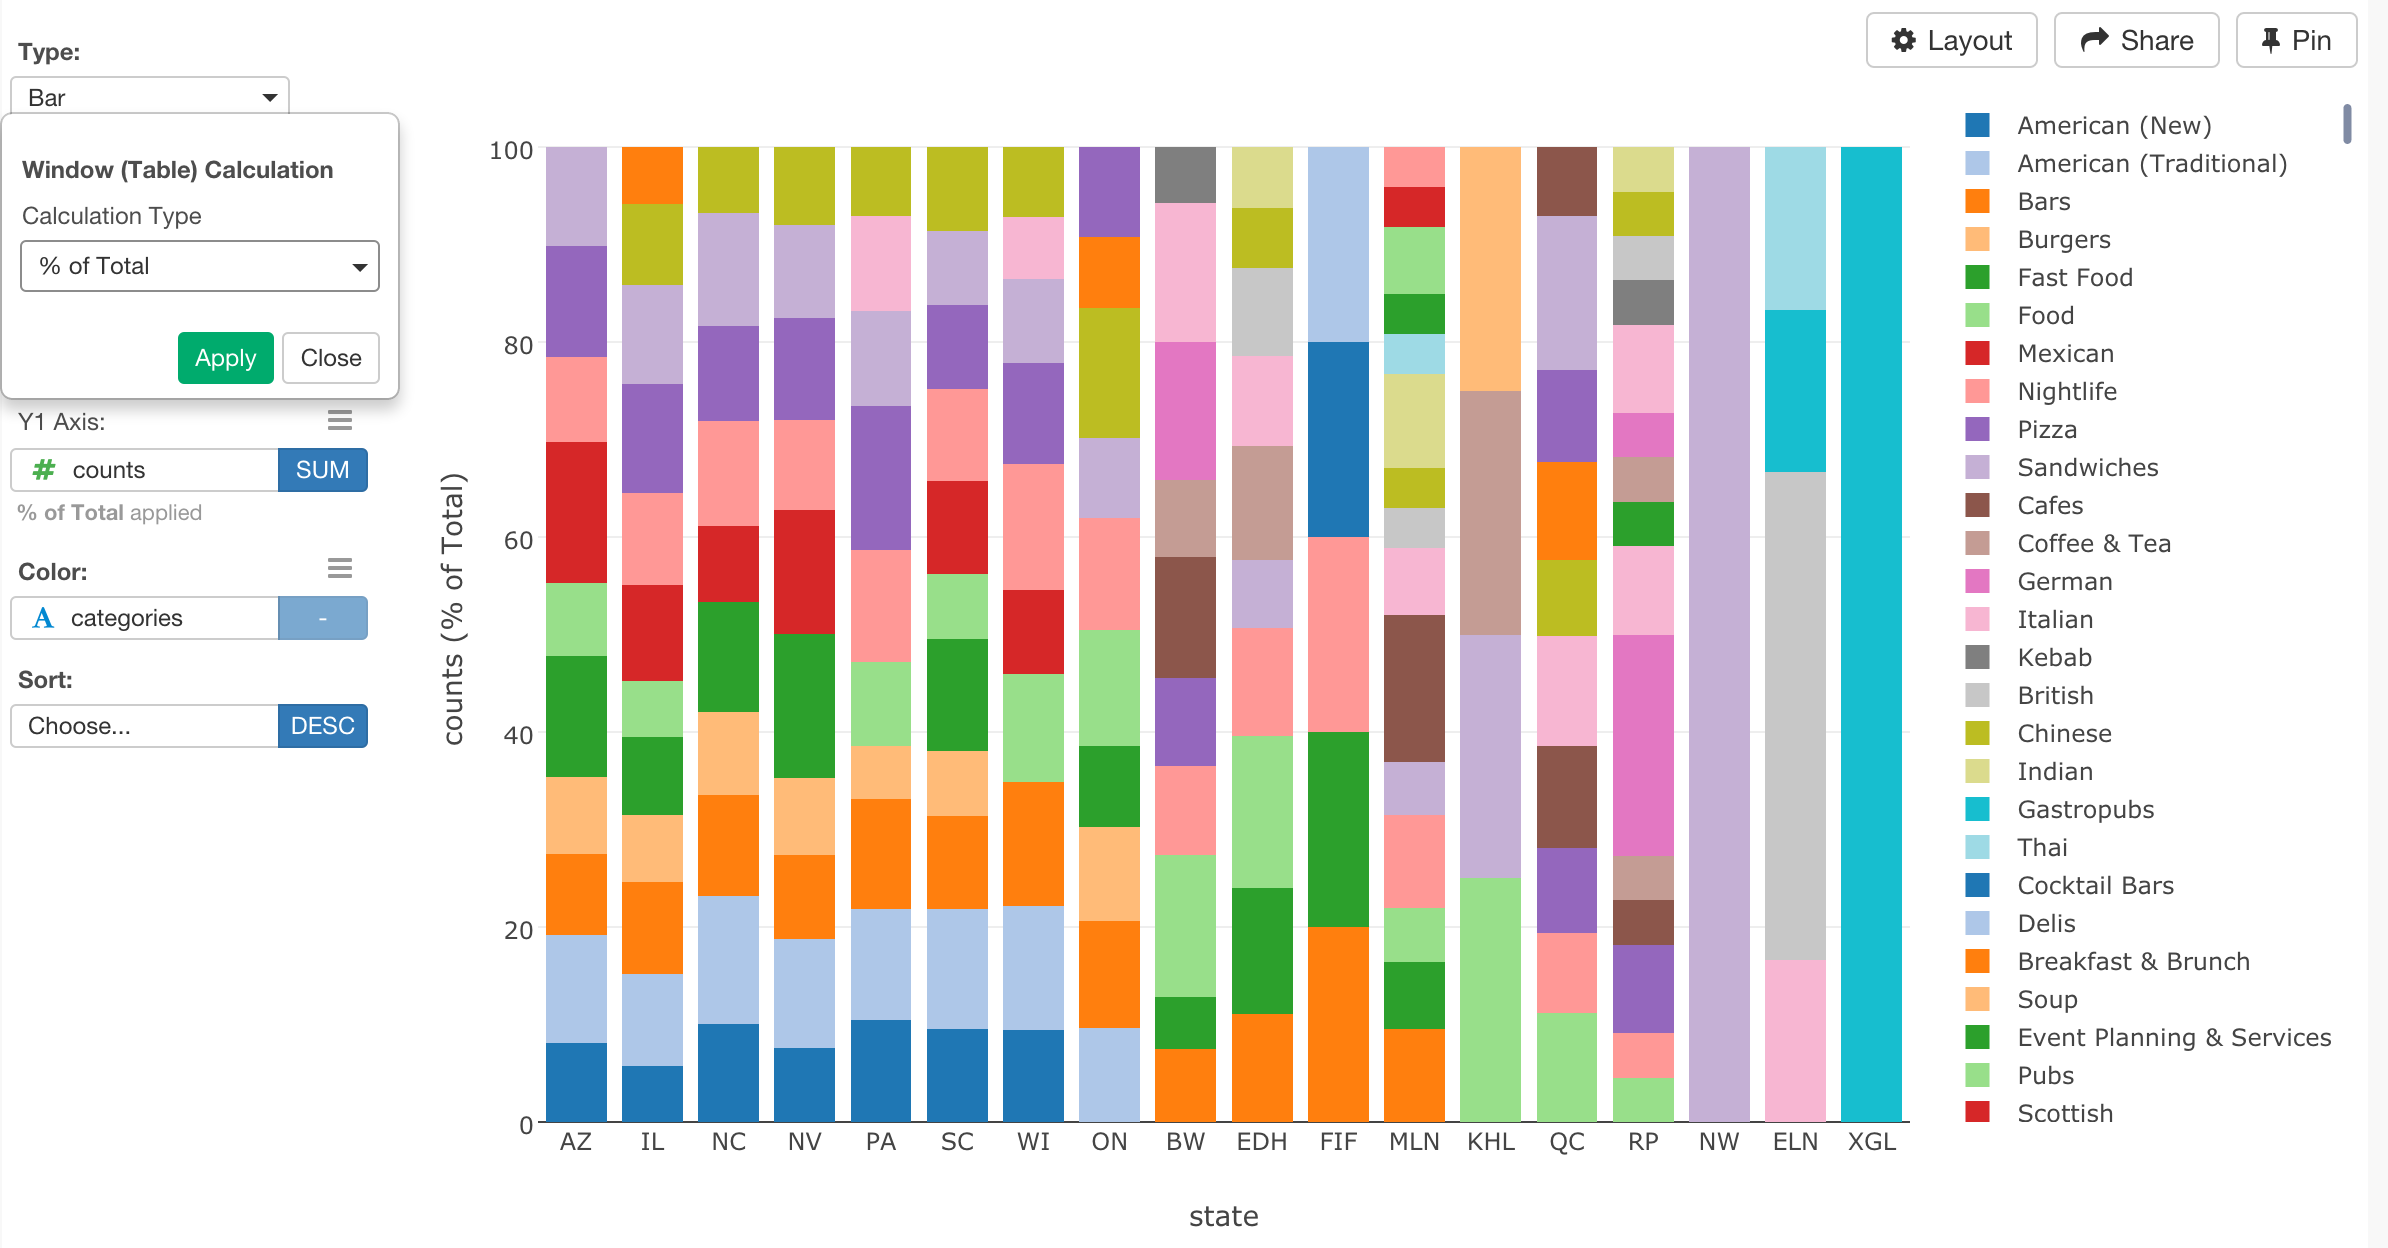 Type:
Bar
Window (Table) Calculation
Calculation Type
% of Total
Apply Close
Y1 Axis:
# counts SUM
% of Total applied
Color:
A categories -
Sort:
Choose... DESC
Layout Share Pin
counts (% of Total)
100
80
60
40
20
0
AZ IL NC NV PA SC WI ON BW EDH FIF MLN KHL QC RP NW ELN XGL
state
American (New)
American (Traditional)
Bars
Burgers
Fast Food
Food
Mexican
Nightlife
Pizza
Sandwiches
Cafes
Coffee & Tea
German
Italian
Kebab
British
Chinese
Indian
Gastropubs
Thai
Cocktail Bars
Delis
Breakfast & Brunch
Soup
Event Planning & Services
Pubs
Scottish